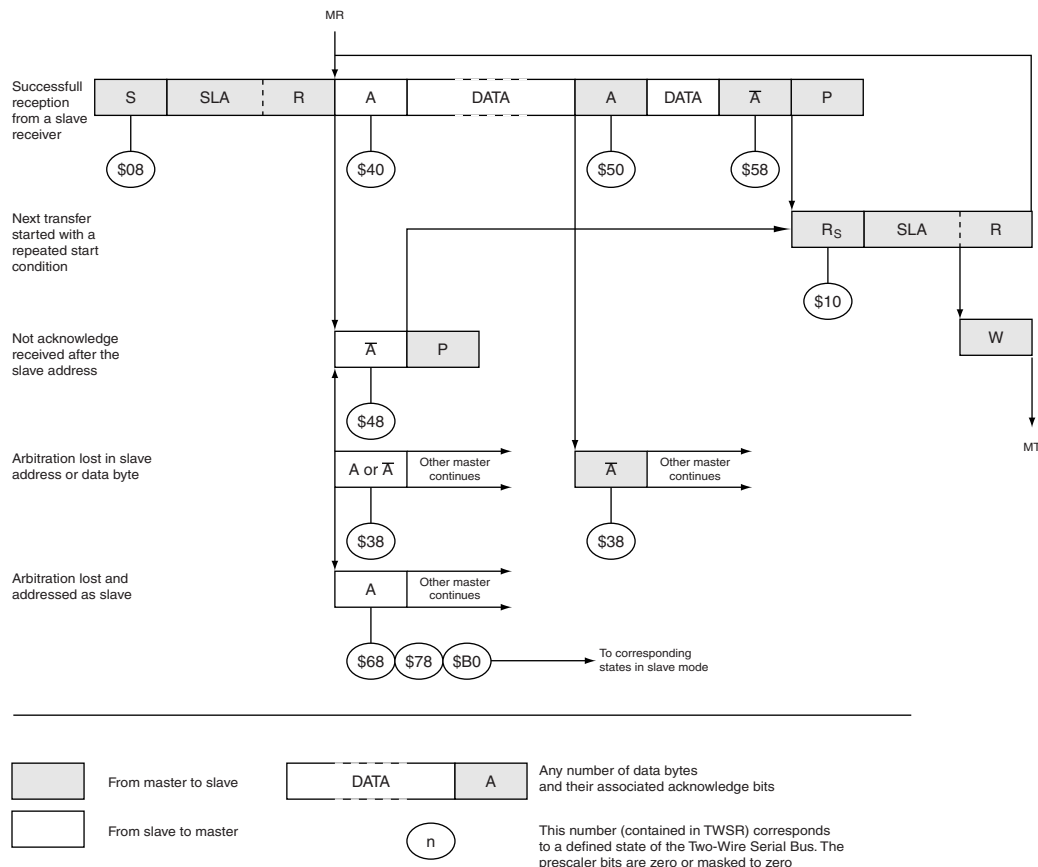 MR
Successfull
reception
from a slave
receiver
S SLA R A DATA A DATA A̅ P
$08 $40 $50 $58
Next transfer
started with a
repeated start
condition
RS SLA R
$10
Not acknowledge
received after the
slave address
A̅ P
W
$48
MT
Arbitration lost in slave
address or data byte
A or A̅ Other master
continues
A̅ Other master
continues
$38 $38
Arbitration lost and
addressed as slave
A Other master
continues
$68 $78 $B0 To corresponding
states in slave mode
From master to slave
DATA A Any number of data bytes
and their associated acknowledge bits
From slave to master
n This number (contained in TWSR) corresponds
to a defined state of the Two-Wire Serial Bus. The
prescaler bits are zero or masked to zero